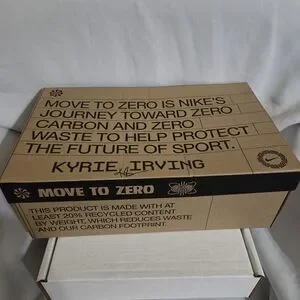 MOVE TO ZERO IS NIKE'S
JOURNEY TOWARD ZERO
CARBON AND ZERO
WASTE TO HELP PROTECT
THE FUTURE OF SPORT.
KYRIE IRVING
MOVE TO ZERO
THIS PRODUCT IS MADE WITH AT
LEAST 20% RECYCLED CONTENT
BY WEIGHT, WHICH REDUCES WASTE
AND OUR CARBON FOOTPRINT.